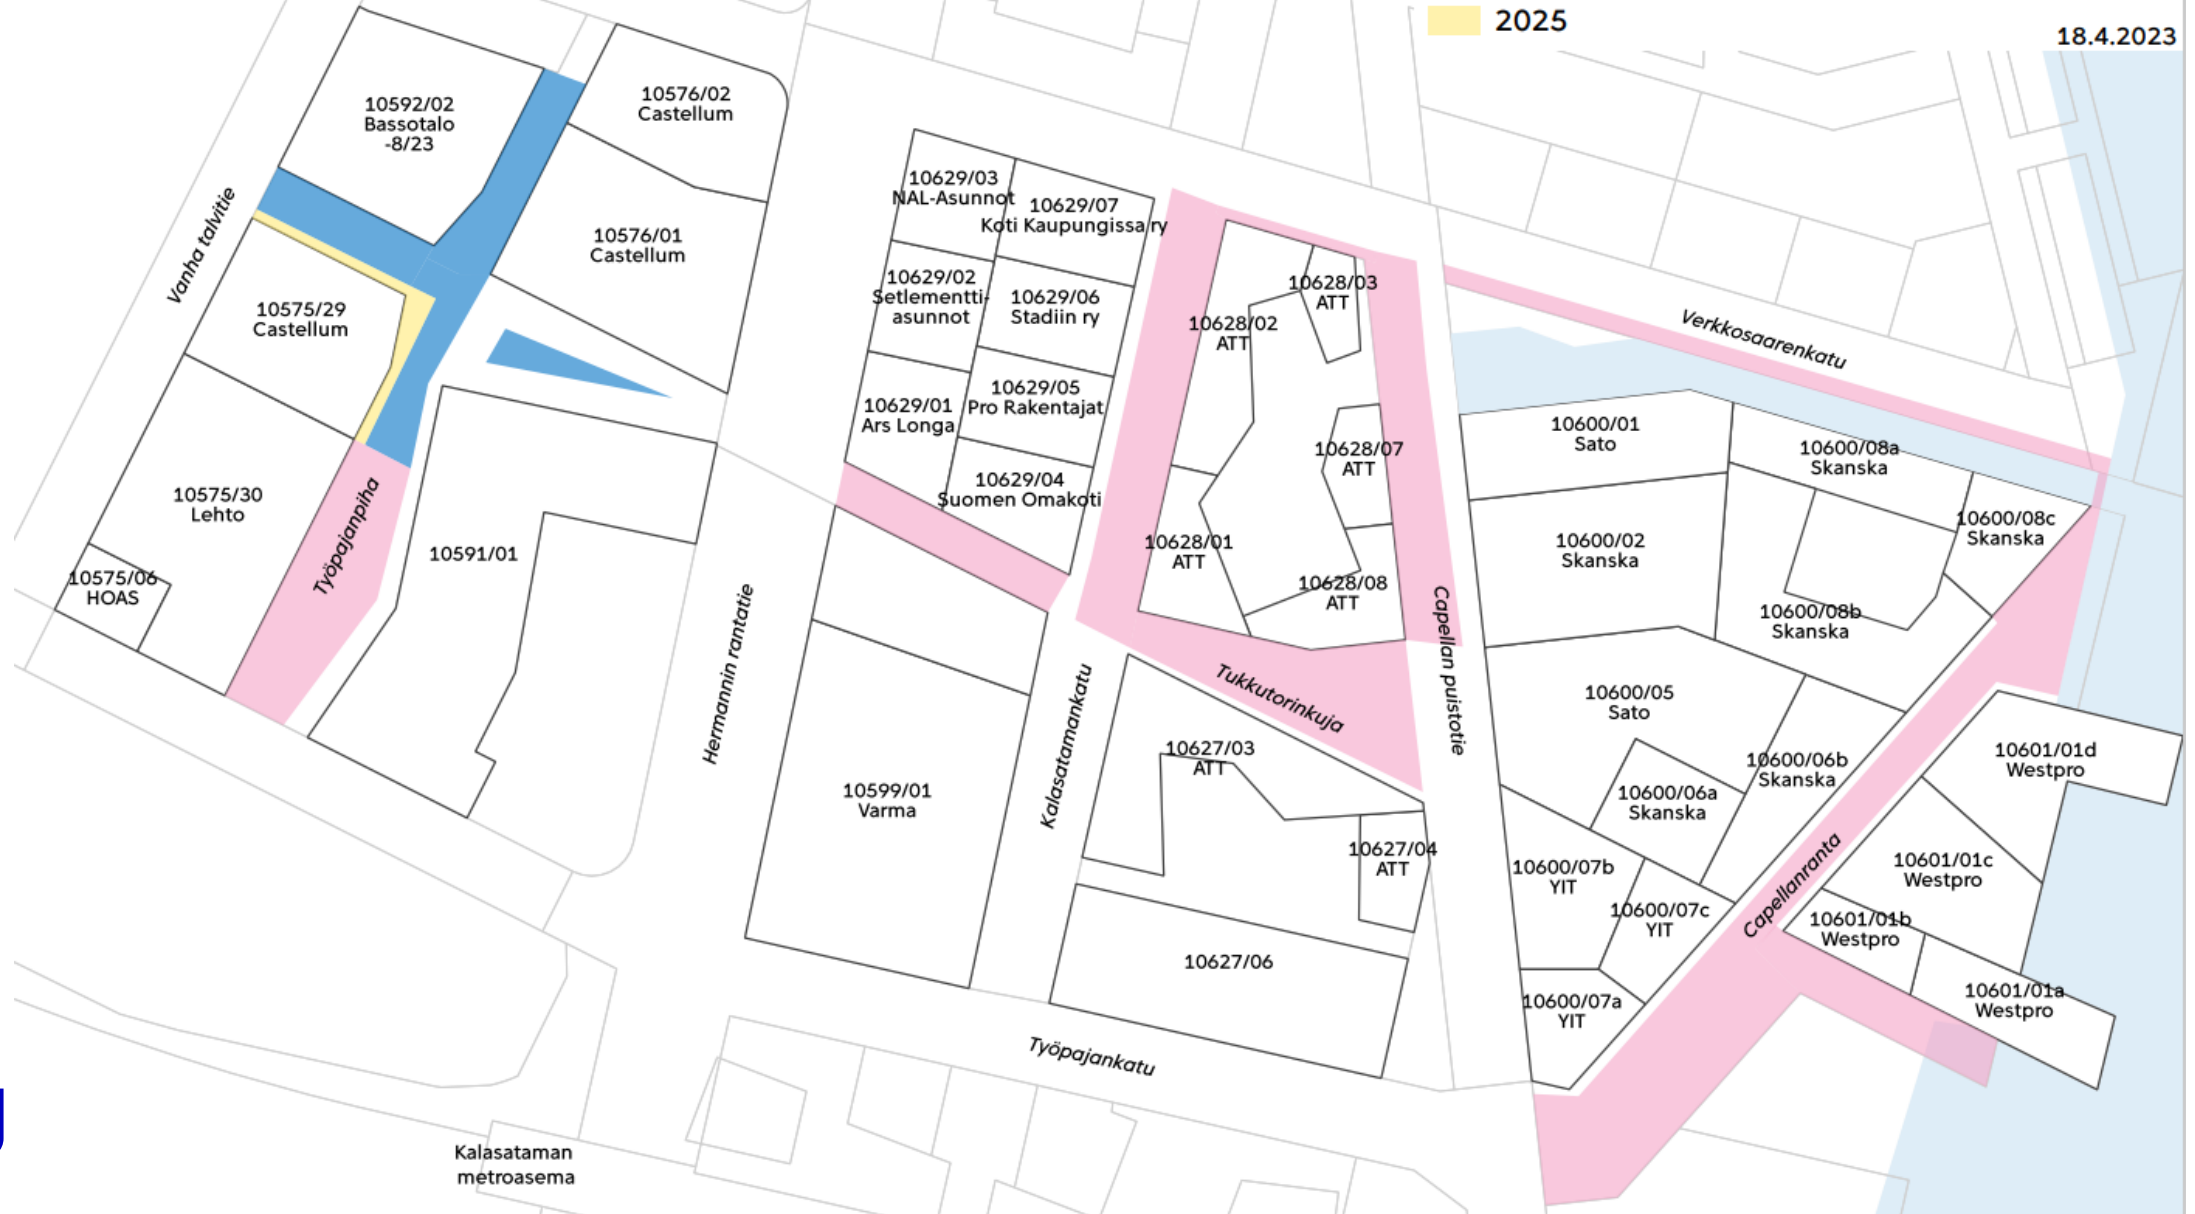 2025
18.4.2023
10592/02
Bassotalo
-8/23
10576/02
Castellum
10576/01
Castellum
Vanha talvitie
10575/29
Castellum
10575/30
Lehto
10575/06
HOAS
Työpajanpiha
10591/01
Hermannin rantatie
10629/03
NAL-Asunnot
10629/07
Koti Kaupungissa ry
10629/02
Setlementti-
asunnot
10629/06
Stadiin ry
10629/01
Ars Longa
10629/05
Pro Rakentajat
10629/04
Suomen Omakoti
10628/03
ATT
10628/02
ATT
10628/07
ATT
10628/01
ATT
10628/08
ATT
Tukkutorinkuja
Capellan puistotie
Verkkosaarenkatu
10600/01
Sato
10600/08a
Skanska
10600/02
Skanska
10600/08c
Skanska
10600/08b
Skanska
10600/05
Sato
10600/06b
Skanska
10600/06a
Skanska
10599/01
Varma
Kalasatamankatu
10627/03
ATT
10627/04
ATT
10627/06
10600/07b
YIT
10600/07c
YIT
10600/07a
YIT
Capellanranta
10601/01d
Westpro
10601/01c
Westpro
10601/01b
Westpro
10601/01a
Westpro
Työpajankatu
Kalasataman
metroasema